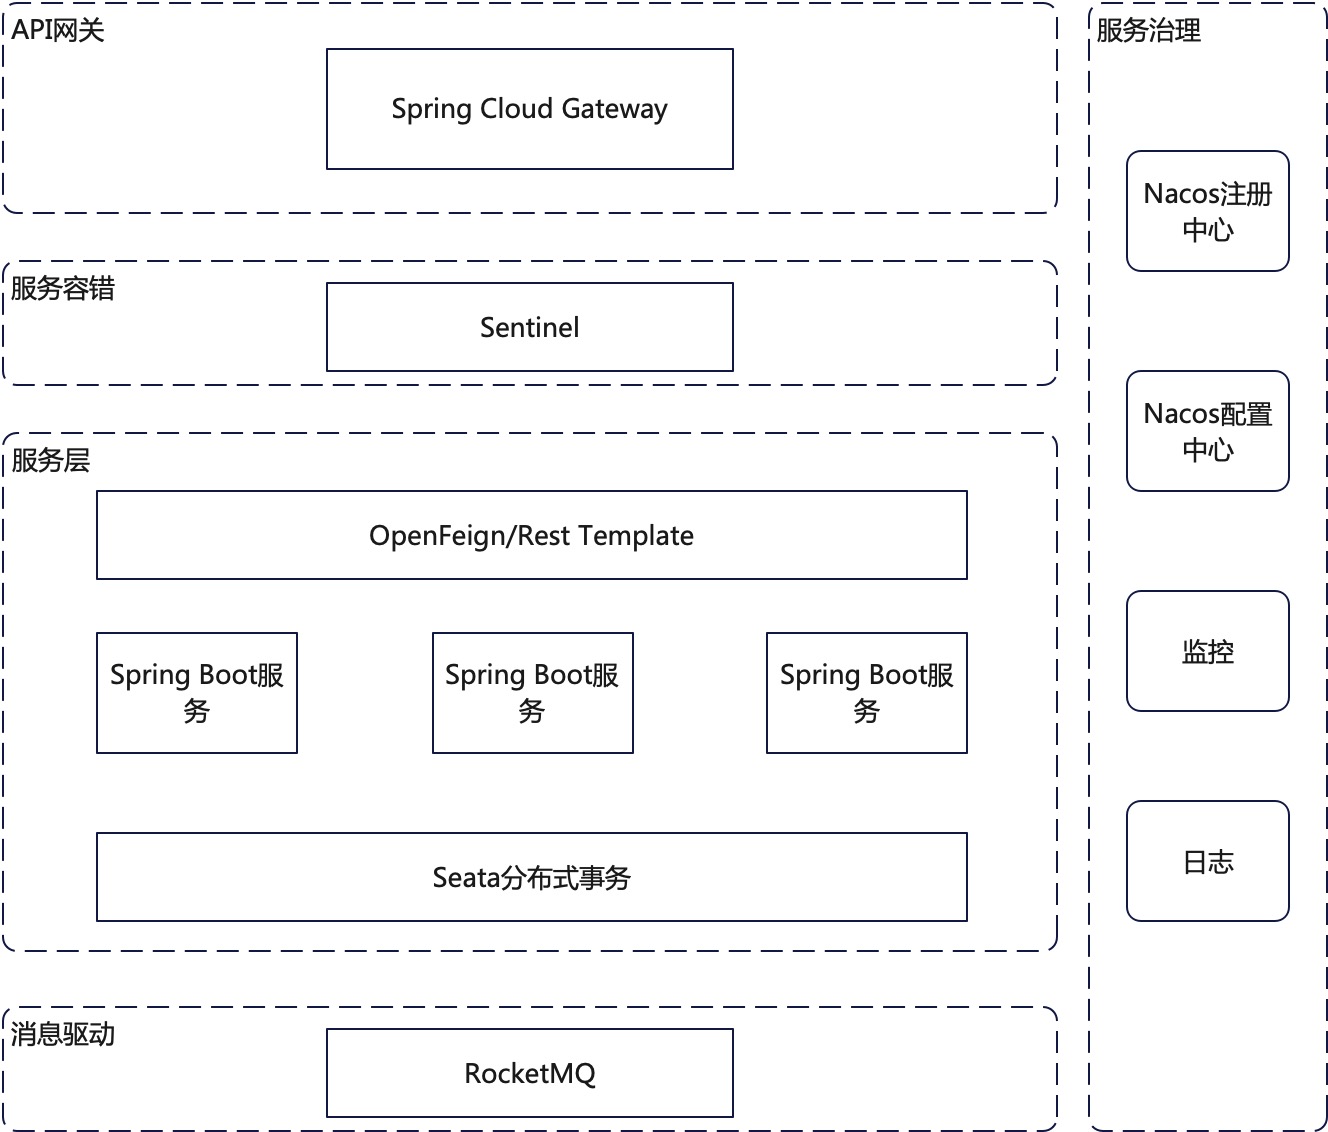 API网关
Spring Cloud Gateway
服务容错
Sentinel
服务层
OpenFeign/Rest Template
Spring Boot服
务
Spring Boot服
务
Spring Boot服
务
Seata分布式事务
消息驱动
RocketMQ
服务治理
Nacos注册
中心
Nacos配置
中心
监控
日志